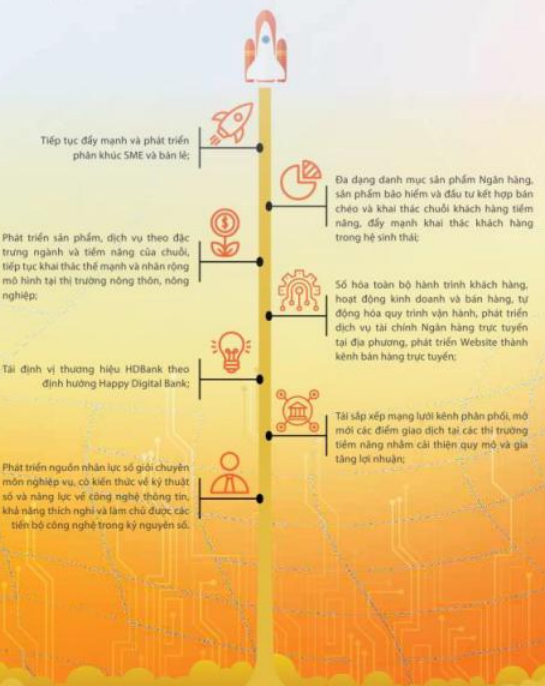 Tiếp tục đẩy mạnh và phát triển
phân khúc SME và bán lẻ;
Đa dạng danh mục sản phẩm Ngân hàng,
sản phẩm bảo hiểm và đầu tư kết hợp bán
chéo và khai thác chuỗi khách hàng tiềm
năng, đẩy mạnh khai thác khách hàng
trong hệ sinh thái;
Phát triển sản phẩm, dịch vụ theo đặc
trưng ngành và tiềm năng của chuỗi,
tiếp tục khai thác thế mạnh và nhân rộng
mô hình tại thị trường nông thôn, nông
nghiệp;
Số hóa toàn bộ hành trình khách hàng,
hoạt động kinh doanh và bán hàng, tự
động hóa quy trình vận hành, phát triển
dịch vụ tài chính Ngân hàng trực tuyến
tại địa phương, phát triển Website thành
kênh bán hàng trực tuyến;
Tái định vị thương hiệu HDBank theo
định hướng Happy Digital Bank;
Tái sắp xếp mạng lưới kênh phân phối, mở
mới các điểm giao dịch tại các thị trường
tiềm năng nhằm cải thiện quy mô và gia
tăng lợi nhuận;
Phát triển nguồn nhân lực số giỏi chuyên
môn nghiệp vụ, có kiến thức về kỹ thuật
số và năng lực về công nghệ thông tin,
khả năng thích nghi và làm chủ được các
tiến bộ công nghệ trong kỷ nguyên số.